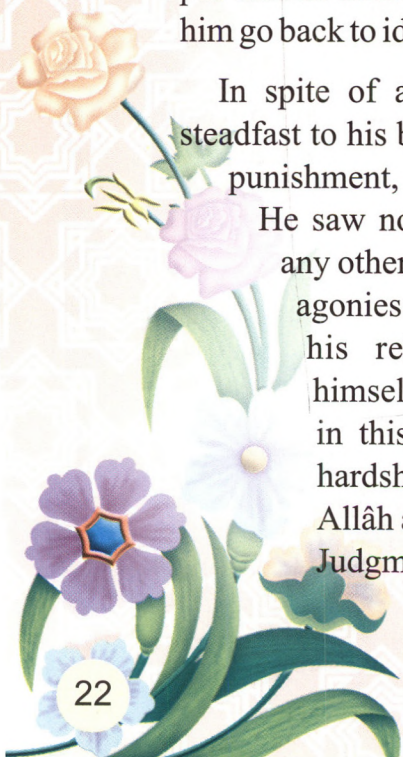 him go back to id
In spite of a
steadfast to his b
punishment,
He saw no
any other
agonies
his re
himsel
in this
hardsh
Allâh a
Judgm
22